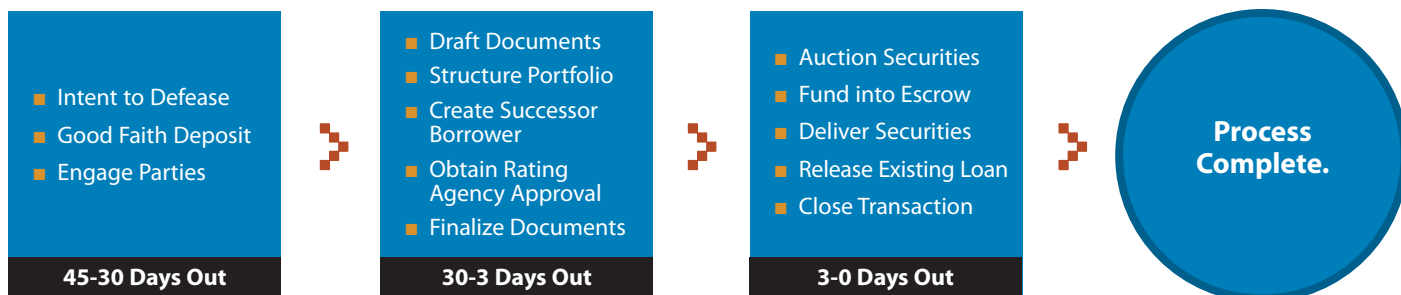 Intent to Defease
Good Faith Deposit
Engage Parties
45-30 Days Out
Draft Documents
Structure Portfolio
Create Successor
Borrower
Obtain Rating
Agency Approval
Finalize Documents
30-3 Days Out
Auction Securities
Fund into Escrow
Deliver Securities
Release Existing Loan
Close Transaction
3-0 Days Out
Process
Complete.